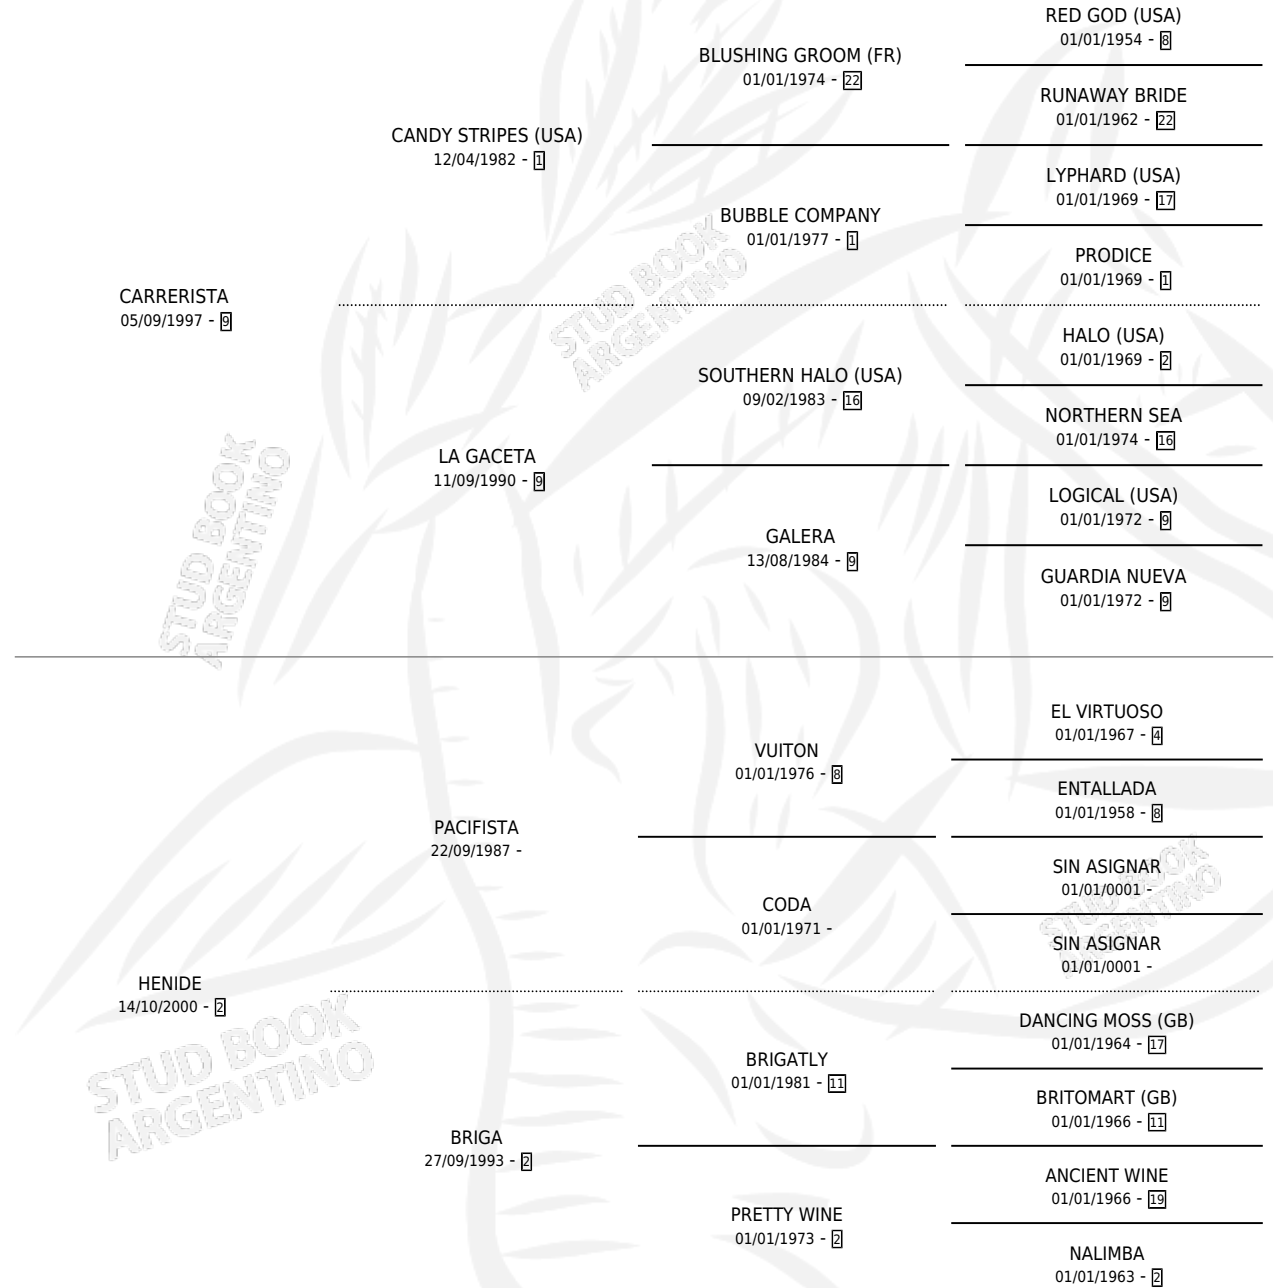 RED GOD (USA)
01/01/1954 - 8
BLUSHING GROOM (FR)
01/01/1974 - 22
RUNAWAY BRIDE
01/01/1962 - 22
CANDY STRIPES (USA)
12/04/1982 - 1
LYPHARD (USA)
01/01/1969 - 17
BUBBLE COMPANY
01/01/1977 - 1
PRODICE
01/01/1969 - 1
CARRERISTA
05/09/1997 - 9
STUD BOOK
ARGENTINO
HALO (USA)
01/01/1969 - 2
SOUTHERN HALO (USA)
09/02/1983 - 16
NORTHERN SEA
01/01/1974 - 16
LA GACETA
11/09/1990 - 9
STUD BOOK
ARGENTINO
LOGICAL (USA)
01/01/1972 - 9
GALERA
13/08/1984 - 9
GUARDIA NUEVA
01/01/1972 - 9
EL VIRTUOSO
01/01/1967 - 4
VUITON
01/01/1976 - 8
ENTALLADA
01/01/1958 - 8
PACIFISTA
22/09/1987 -
SIN ASIGNAR
01/01/0001 -
STUD BOOK
ARGENTINO
CODA
01/01/1971 -
SIN ASIGNAR
01/01/0001 -
HENIDE
14/10/2000 - 2
STUD BOOK
ARGENTINO
DANCING MOSS (GB)
01/01/1964 - 17
BRIGATLY
01/01/1981 - 11
BRITOMART (GB)
01/01/1966 - 11
BRIGA
27/09/1993 - 2
ANCIENT WINE
01/01/1966 - 19
PRETTY WINE
01/01/1973 - 2
NALIMBA
01/01/1963 - 2